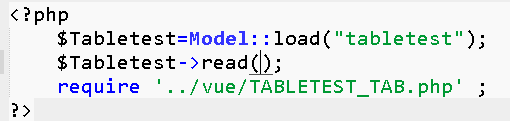 <?php
$Tabletest=Model::load("tabletest");
$Tabletest->read();
require '../vue/TABLETEST_TAB.php' ;
?>